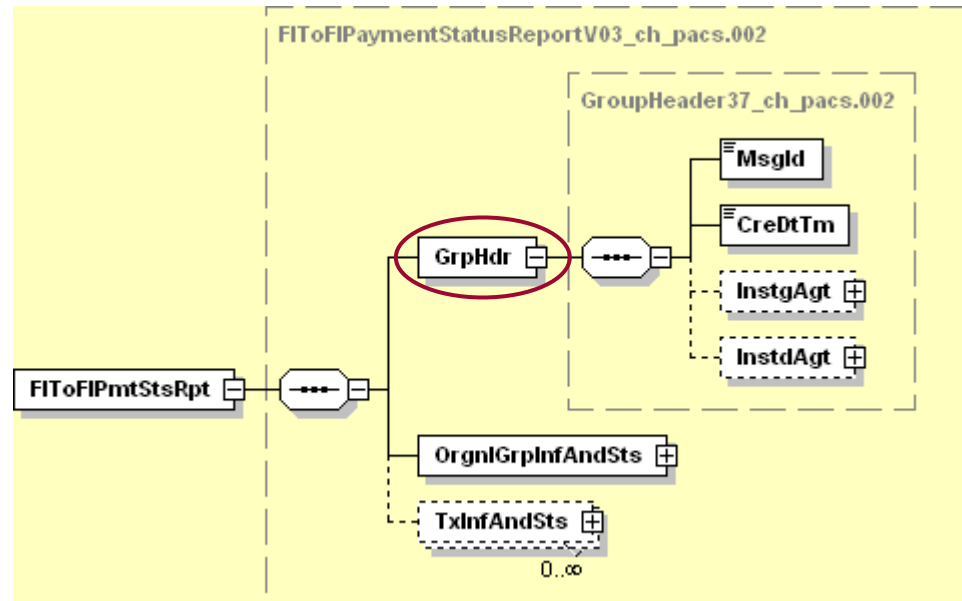 FIToFIPaymentStatusReportV03_ch_pacs.002
GroupHeader37_ch_pacs.002
MsgId
CreDtTm
GrpHdr
InstgAgt
InstdAgt
FIToFIPmtStsRpt
OrgnlGrpInfAndSts
TxInfAndSts
0..∞